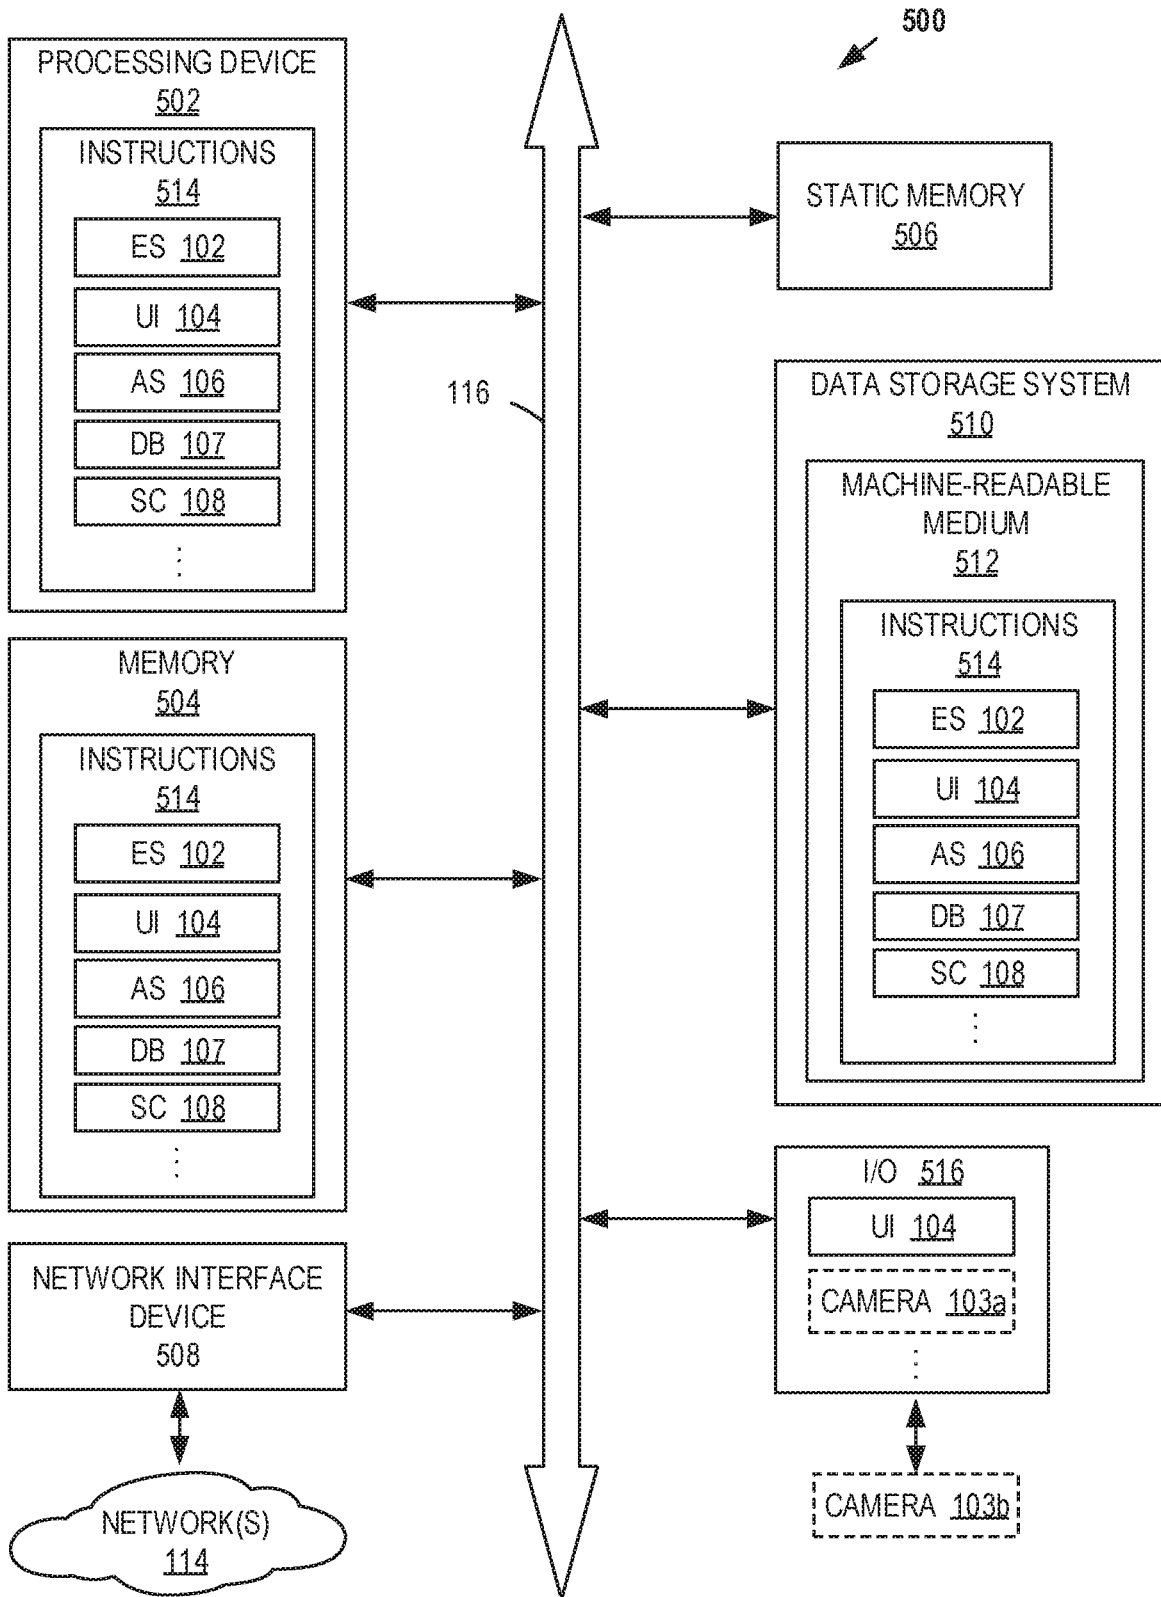 500
PROCESSING DEVICE
502
INSTRUCTIONS
514
ES 102
UI 104
AS 106
DB 107
SC 108
⋮
MEMORY
504
INSTRUCTIONS
514
ES 102
UI 104
AS 106
DB 107
SC 108
⋮
NETWORK INTERFACE
DEVICE
508
NETWORK(S)
114
116
STATIC MEMORY
506
DATA STORAGE SYSTEM
510
MACHINE-READABLE
MEDIUM
512
INSTRUCTIONS
514
ES 102
UI 104
AS 106
DB 107
SC 108
⋮
I/O 516
UI 104
CAMERA 103a
⋮
CAMERA 103b